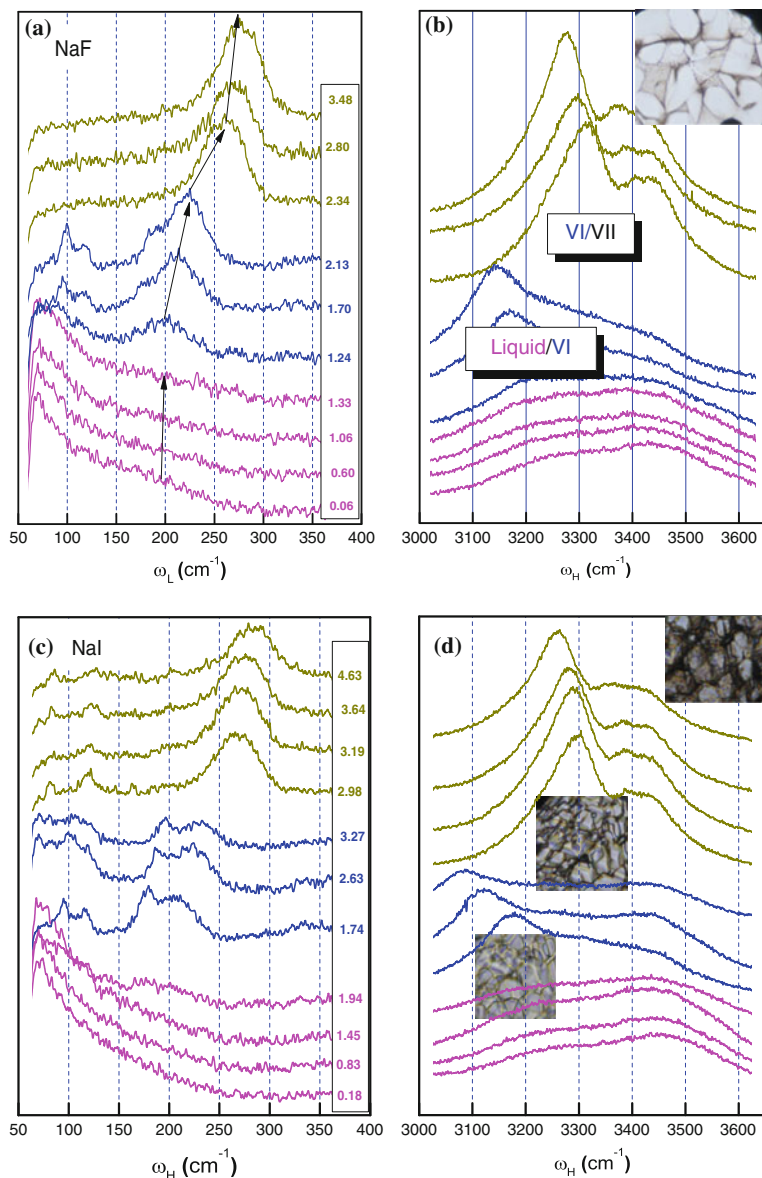 (a)
NaF
3.48
2.80
2.34
2.13
1.70
1.24
1.33
1.06
0.60
0.06
50 100 150 200 250 300 350 400
ω_L (cm⁻¹)
(b)
VI/VII
Liquid/VI
3000 3100 3200 3300 3400 3500 3600
ω_H (cm⁻¹)
(c) NaI
4.63
3.64
3.19
2.98
3.27
2.63
1.74
1.94
1.45
0.83
0.18
50 100 150 200 250 300 350 400
ω_H (cm⁻¹)
(d)
3000 3100 3200 3300 3400 3500 3600
ω_H (cm⁻¹)